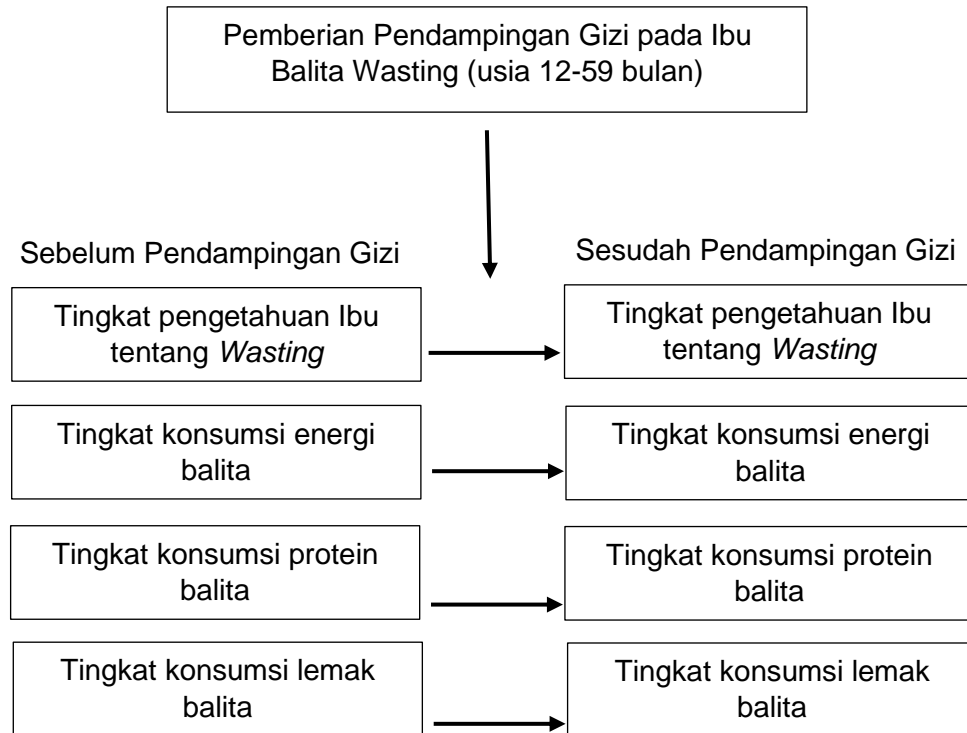 Pemberian Pendampingan Gizi pada Ibu
Balita Wasting (usia 12-59 bulan)
Sebelum Pendampingan Gizi
Sesudah Pendampingan Gizi
Tingkat pengetahuan Ibu
tentang Wasting
Tingkat pengetahuan Ibu
tentang Wasting
Tingkat konsumsi energi
balita
Tingkat konsumsi energi
balita
Tingkat konsumsi protein
balita
Tingkat konsumsi protein
balita
Tingkat konsumsi lemak
balita
Tingkat konsumsi lemak
balita